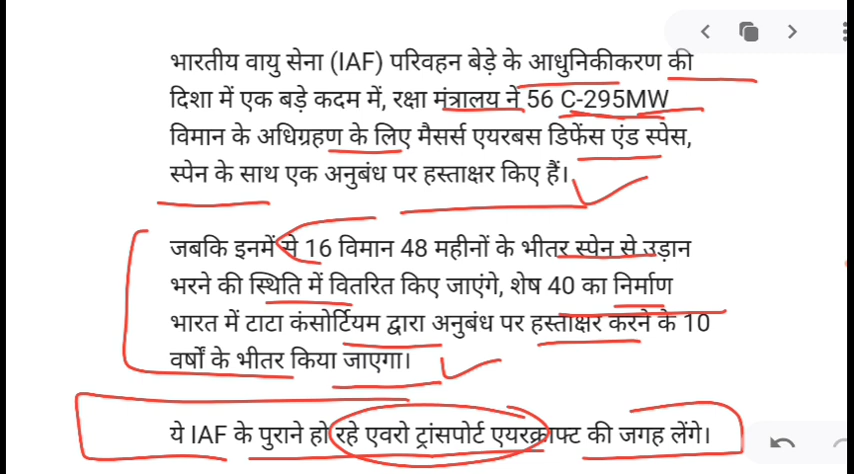 भारतीय वायु सेना (IAF) परिवहन बेड़े के आधुनिकीकरण की
दिशा में एक बड़े कदम में, रक्षा मंत्रालय ने 56 C-295MW
विमान के अधिग्रहण के लिए मैसर्स एयरबस डिफेंस एंड स्पेस,
स्पेन के साथ एक अनुबंध पर हस्ताक्षर किए हैं।
जबकि इनमें से 16 विमान 48 महीनों के भीतर स्पेन से उड़ान
भरने की स्थिति में वितरित किए जाएंगे, शेष 40 का निर्माण
भारत में टाटा कंसोर्टियम द्वारा अनुबंध पर हस्ताक्षर करने के 10
वर्षों के भीतर किया जाएगा।
ये IAF के पुराने हो रहे एवरो ट्रांसपोर्ट एयरक्राफ्ट की जगह लेंगे।